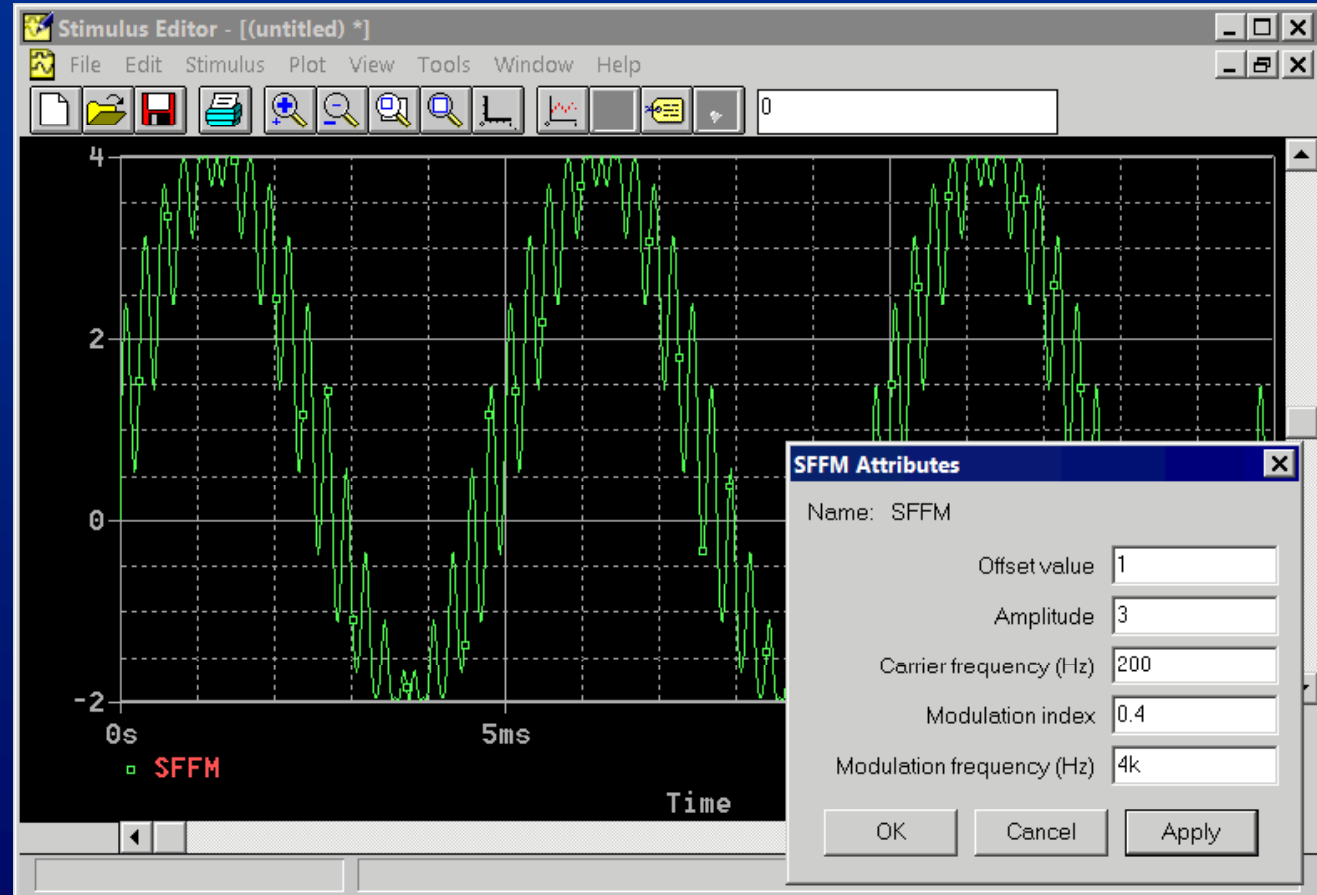 Stimulus Editor - [(untitled) *]
File Edit Stimulus Plot View Tools Window Help
0
4
2
0
-2
0s 5ms
SFFM
Time
SFFM Attributes
Name: SFFM
Offset value 1
Amplitude 3
Carrier frequency (Hz) 200
Modulation index 0.4
Modulation frequency (Hz) 4k
OK Cancel Apply